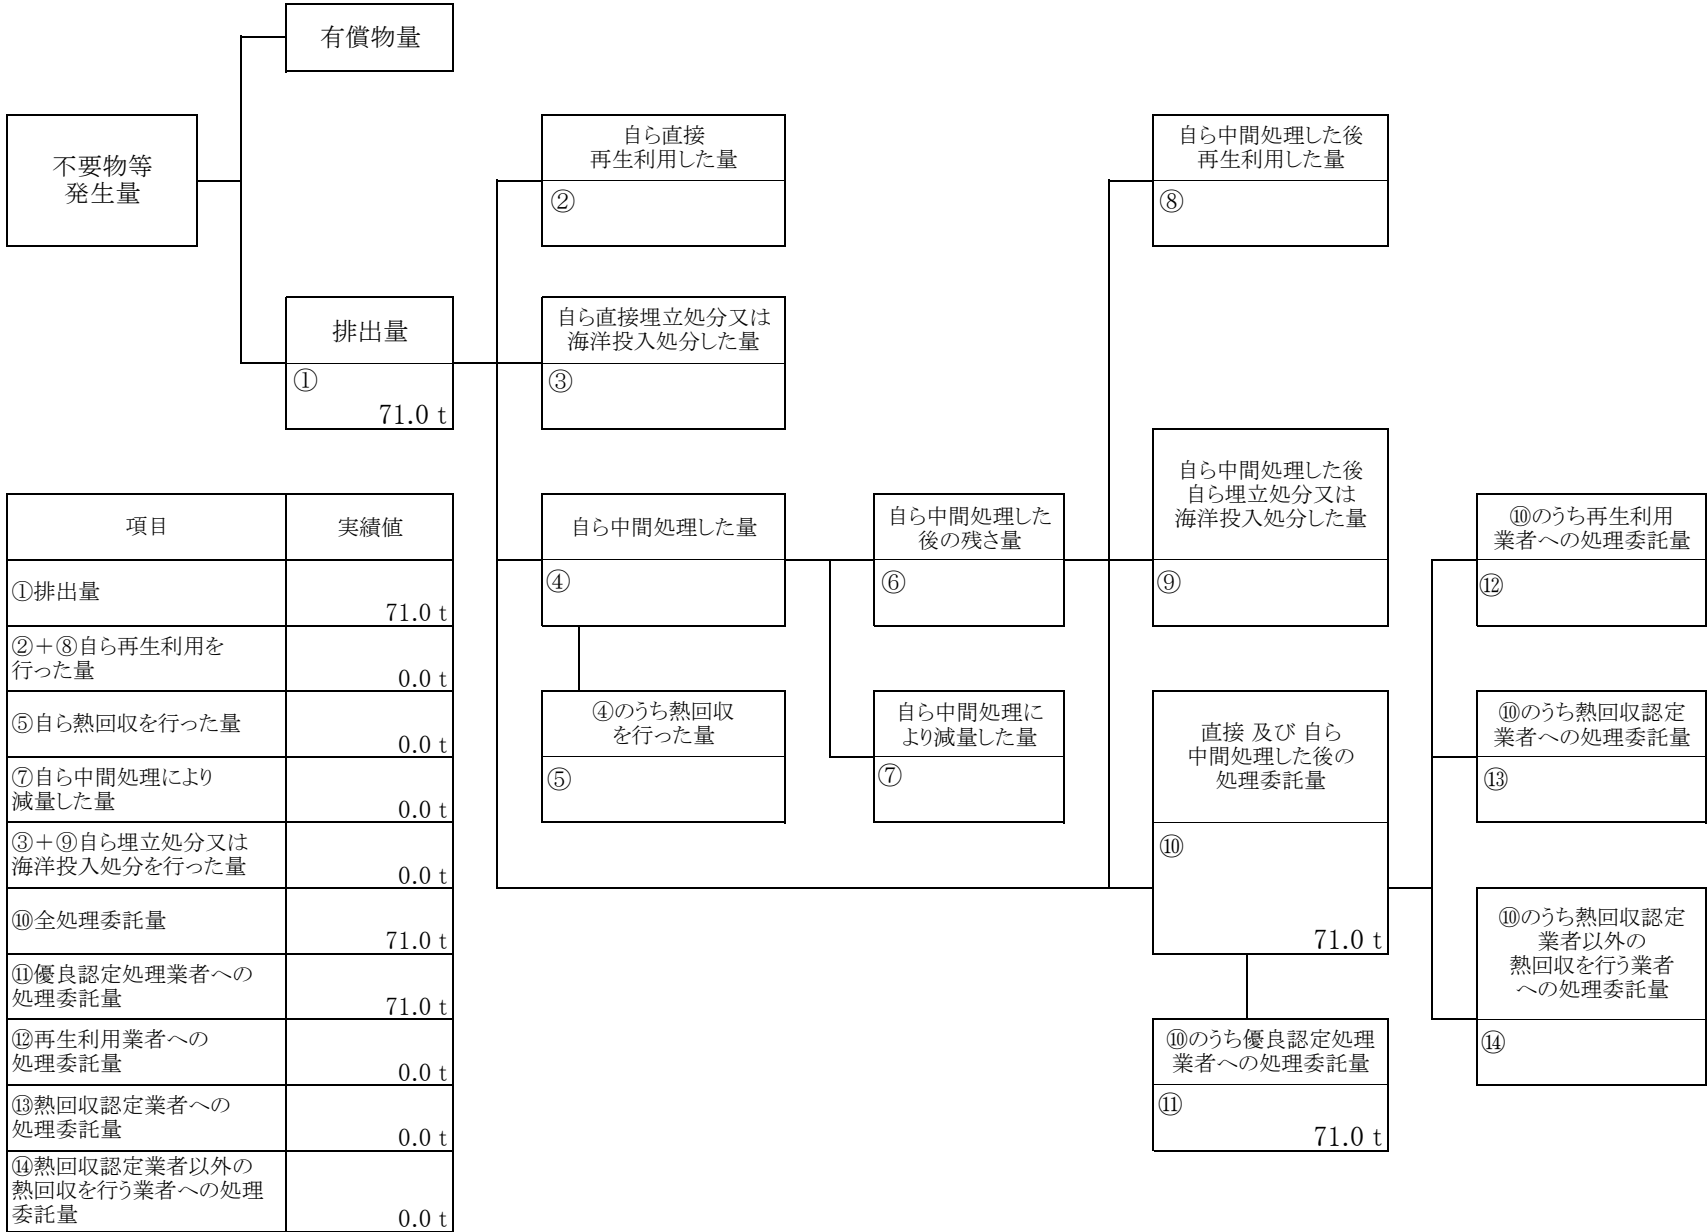 有償物量
不要物等
発生量
自ら直接
再生利用した量
②
自ら中間処理した後
再生利用した量
⑧
排出量
①
71.0 t
自ら直接埋立処分又は
海洋投入処分した量
③
自ら中間処理した量
④
自ら中間処理した
後の残さ量
⑥
自ら中間処理した後
自ら埋立処分又は
海洋投入処分した量
⑨
⑩のうち再生利用
業者への処理委託量
⑫
④のうち熱回収
を行った量
⑤
自ら中間処理に
より減量した量
⑦
直接 及び 自ら
中間処理した後の
処理委託量
⑩
71.0 t
⑩のうち熱回収認定
業者への処理委託量
⑬
⑩のうち熱回収認定
業者以外の
熱回収を行う業者
への処理委託量
⑭
⑩のうち優良認定処理
業者への処理委託量
⑪
71.0 t
項目
実績値
①排出量
71.0 t
②+⑧自ら再生利用を
行った量
0.0 t
⑤自ら熱回収を行った量
0.0 t
⑦自ら中間処理により
減量した量
0.0 t
③+⑨自ら埋立処分又は
海洋投入処分を行った量
0.0 t
⑩全処理委託量
71.0 t
⑪優良認定処理業者への
処理委託量
71.0 t
⑫再生利用業者への
処理委託量
0.0 t
⑬熱回収認定業者への
処理委託量
0.0 t
⑭熱回収認定業者以外の
熱回収を行う業者への処理
委託量
0.0 t